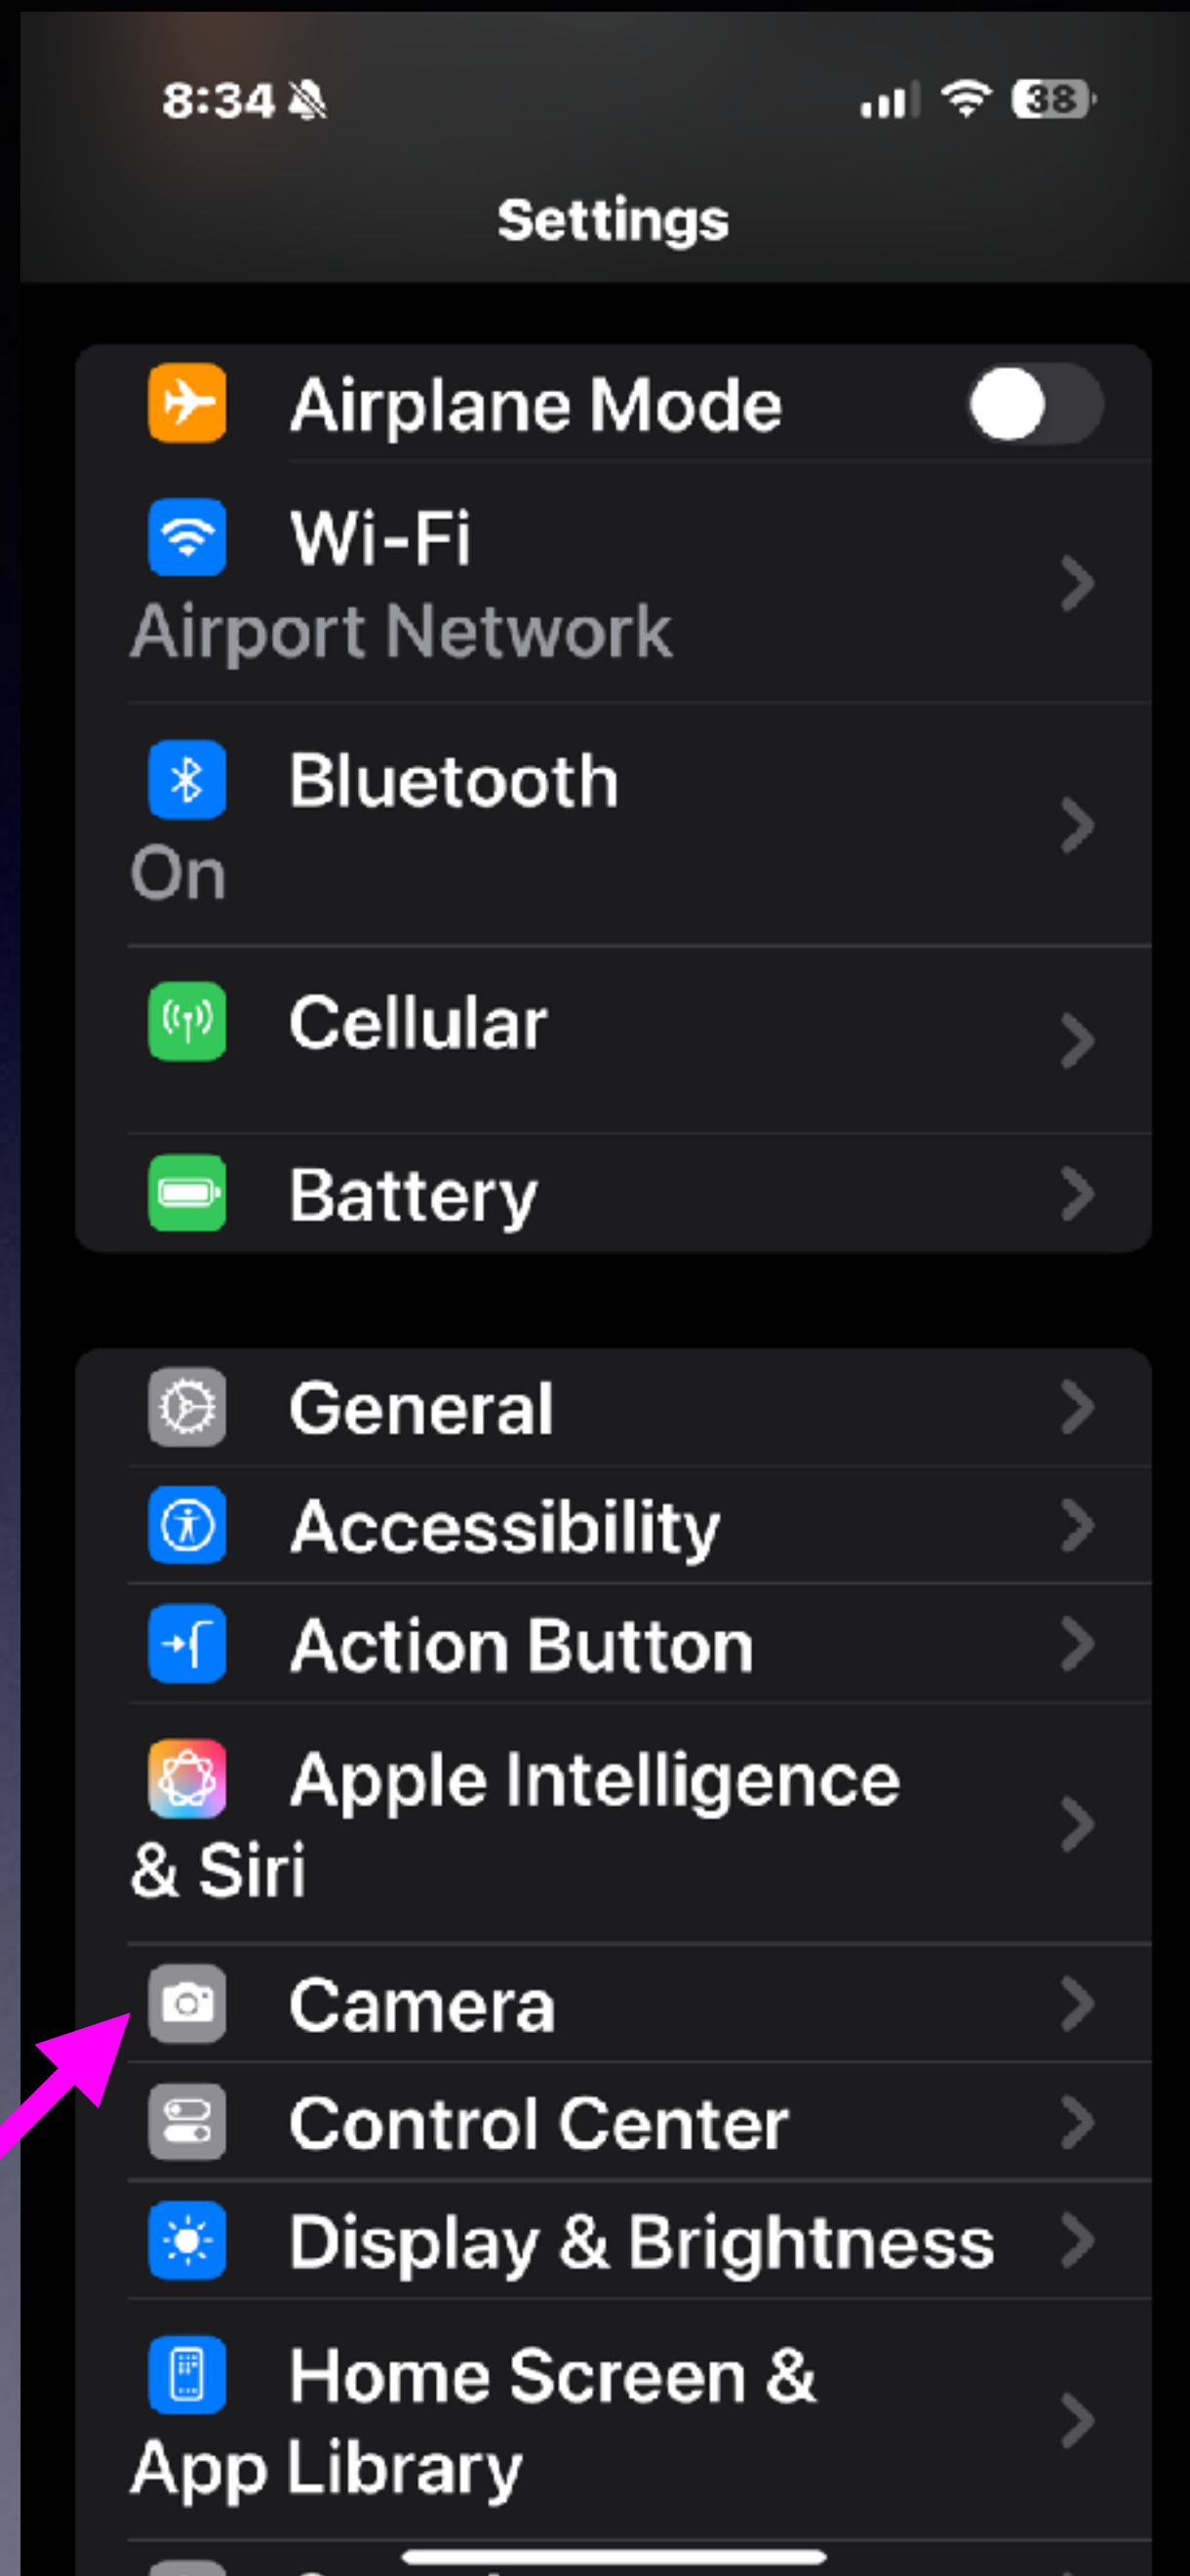 8:34
38
Settings
Airplane Mode
Wi-Fi
Airport Network
Bluetooth
On
Cellular
Battery
General
Accessibility
Action Button
Apple Intelligence
& Siri
Camera
Control Center
Display & Brightness
Home Screen &
App Library